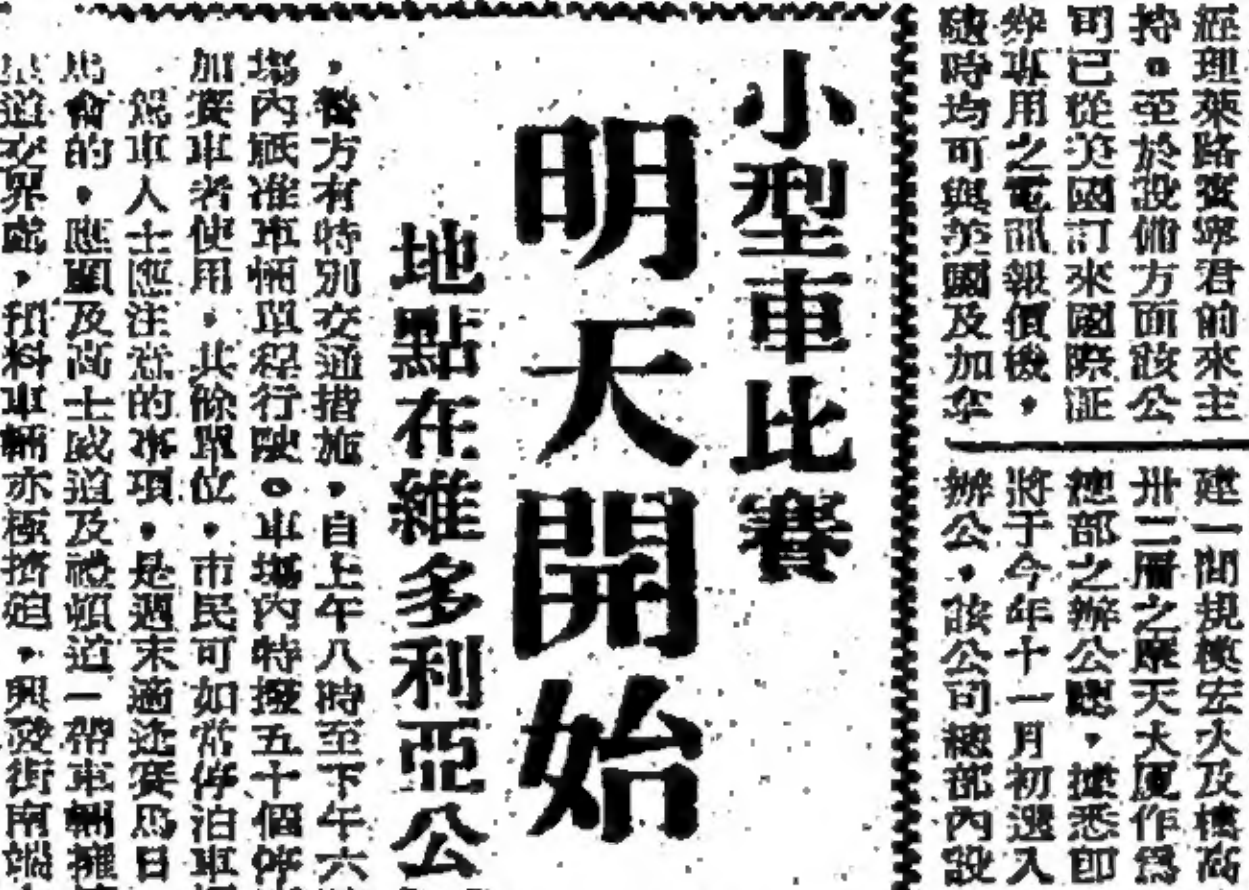 經理萊路賓寧君前來主
持。至於設備方面該公
司已從英國訂來國際証
券專用之電訊報價機,
隨時均可與英國及加拿
建一間規模宏大及樓高
卅二層之摩天大廈作為
總部之辦公廳,據悉即
將于今年十一月初遷入
辦公,該公司總部內設
小型車比賽
明天開始
地點在維多利亞公
,警方有特別交通措施,自上午八時至下午六
場內祇准車輛單程行駛。車場內特撥五十個停
加賽車者使用,其餘單位,市民可如常停泊車
駕車人士應注意的事項,是週末適逢賽馬日
馬會的,應顧及高士威道及禮頓道一帶車輛擁
道交界處,預料車輛亦極擠迫,興發街南端